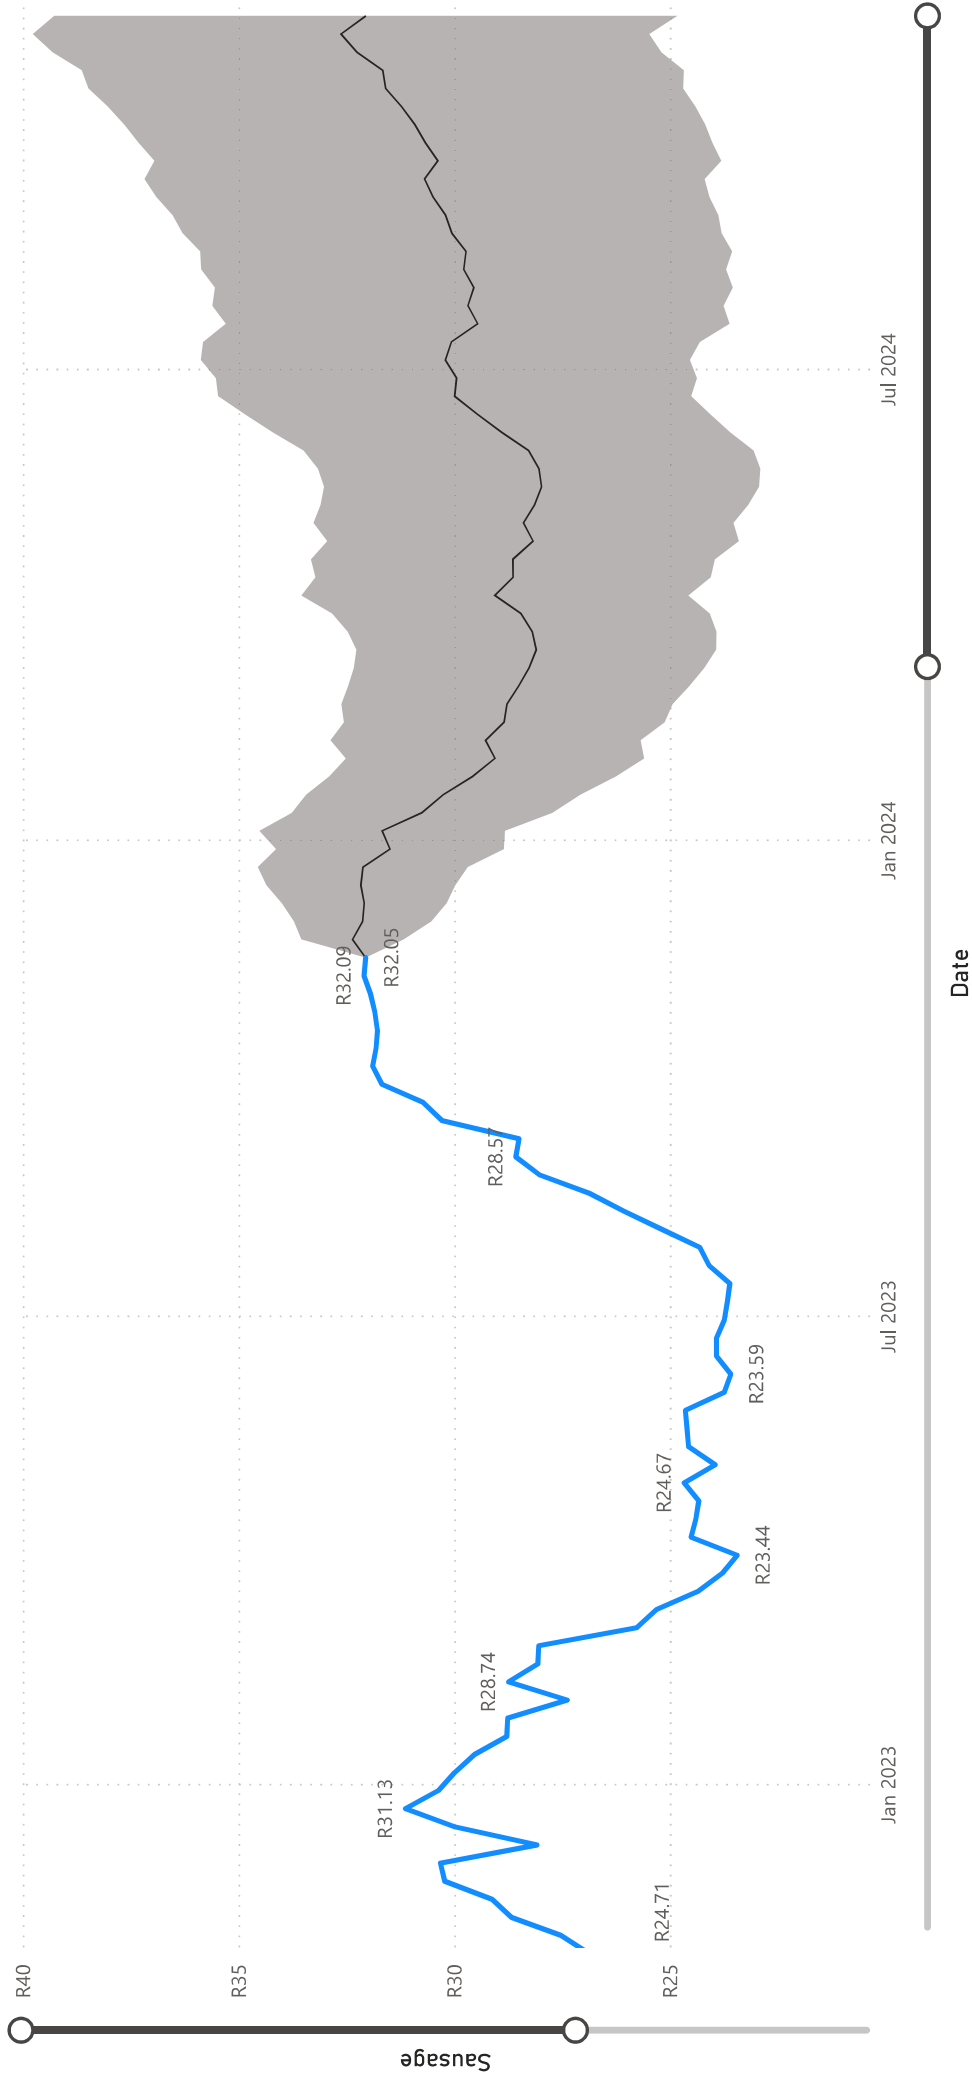 Sausage
R40
R35
R30
R25
R24.71
R31.13
R28.74
R23.44
R24.67
R23.59
R28.57
R32.09
R32.05
Jan 2023
Jul 2023
Jan 2024
Jul 2024
Date